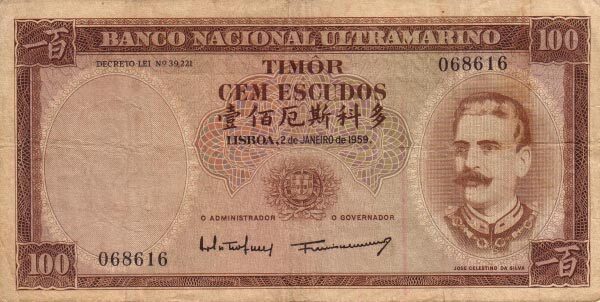 一百 BANCO NACIONAL ULTRAMARINO 100
DECRETO-LEI Nº 39.221
TIMÔR 068616
CEM ESCUDOS
壹佰厄斯科多
LISBOA, 2 de JANEIRO de 1959.
O ADMINISTRADOR O GOVERNADOR
100 068616 一百
JOSÉ CELESTINO DA SILVA